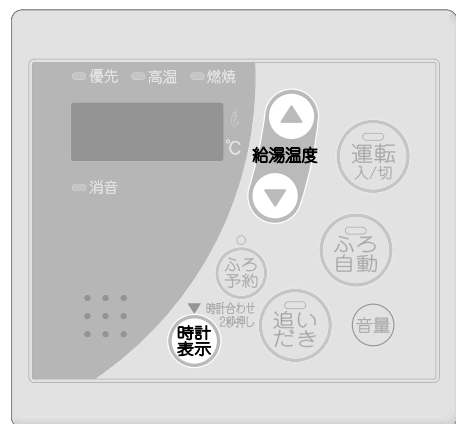 優先 高温 燃焼
℃
給湯温度
運転
入/切
消音
ふろ
自動
ふろ
予約
時計合わせ
2秒押し
時計
表示
追い
だき
音量